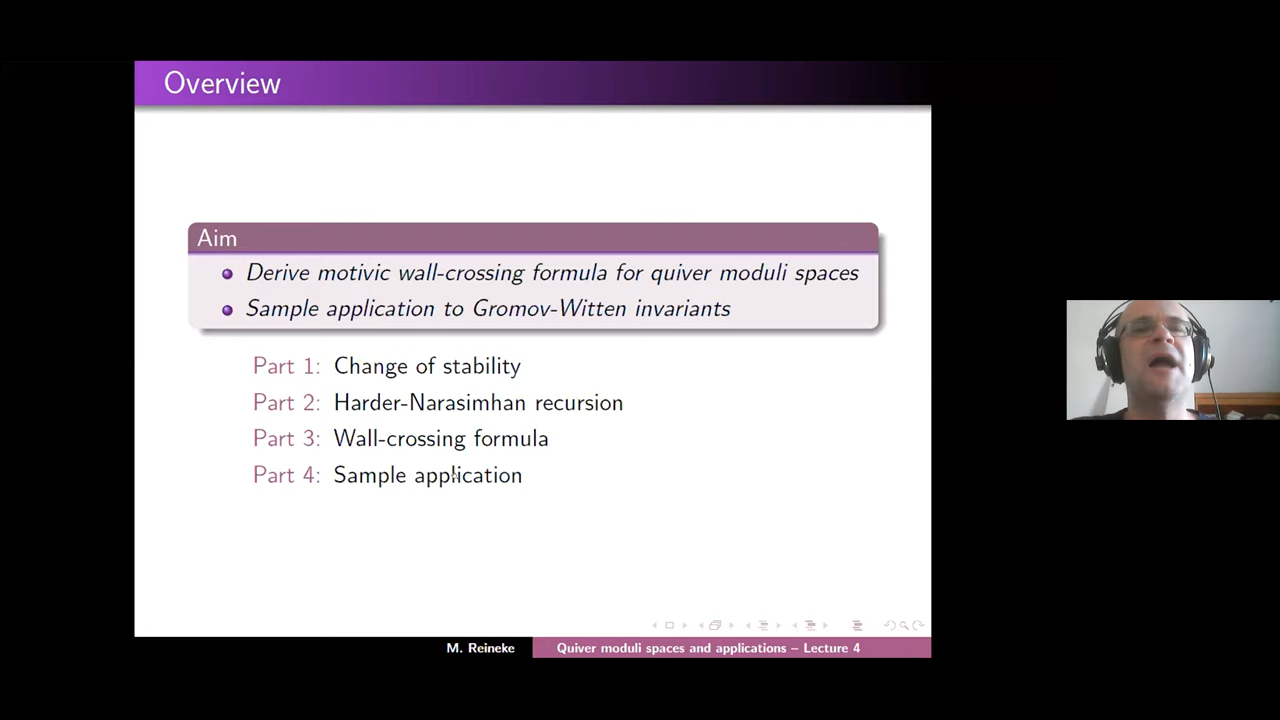 Overview
Aim
Derive motivic wall-crossing formula for quiver moduli spaces
Sample application to Gromov-Witten invariants
Part 1: Change of stability
Part 2: Harder-Narasimhan recursion
Part 3: Wall-crossing formula
Part 4: Sample application
M. Reineke Quiver moduli spaces and applications – Lecture 4